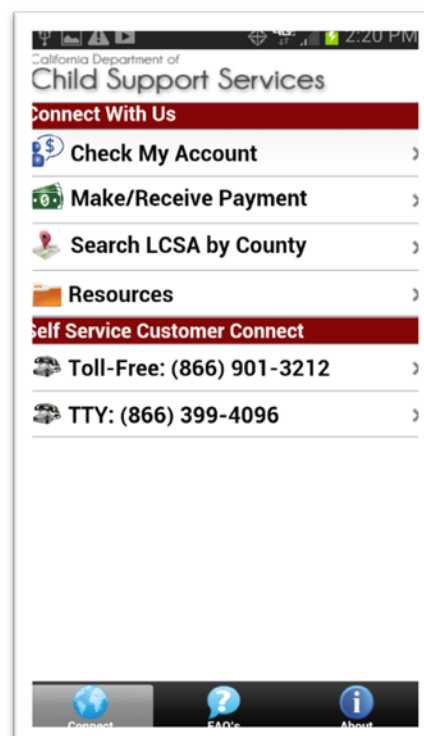 4G
2:20 PM
California Department of
Child Support Services
Connect With Us
Check My Account
Make/Receive Payment
Search LCSA by County
Resources
Self Service Customer Connect
Toll-Free: (866) 901-3212
TTY: (866) 399-4096
Connect
FAQ's
About